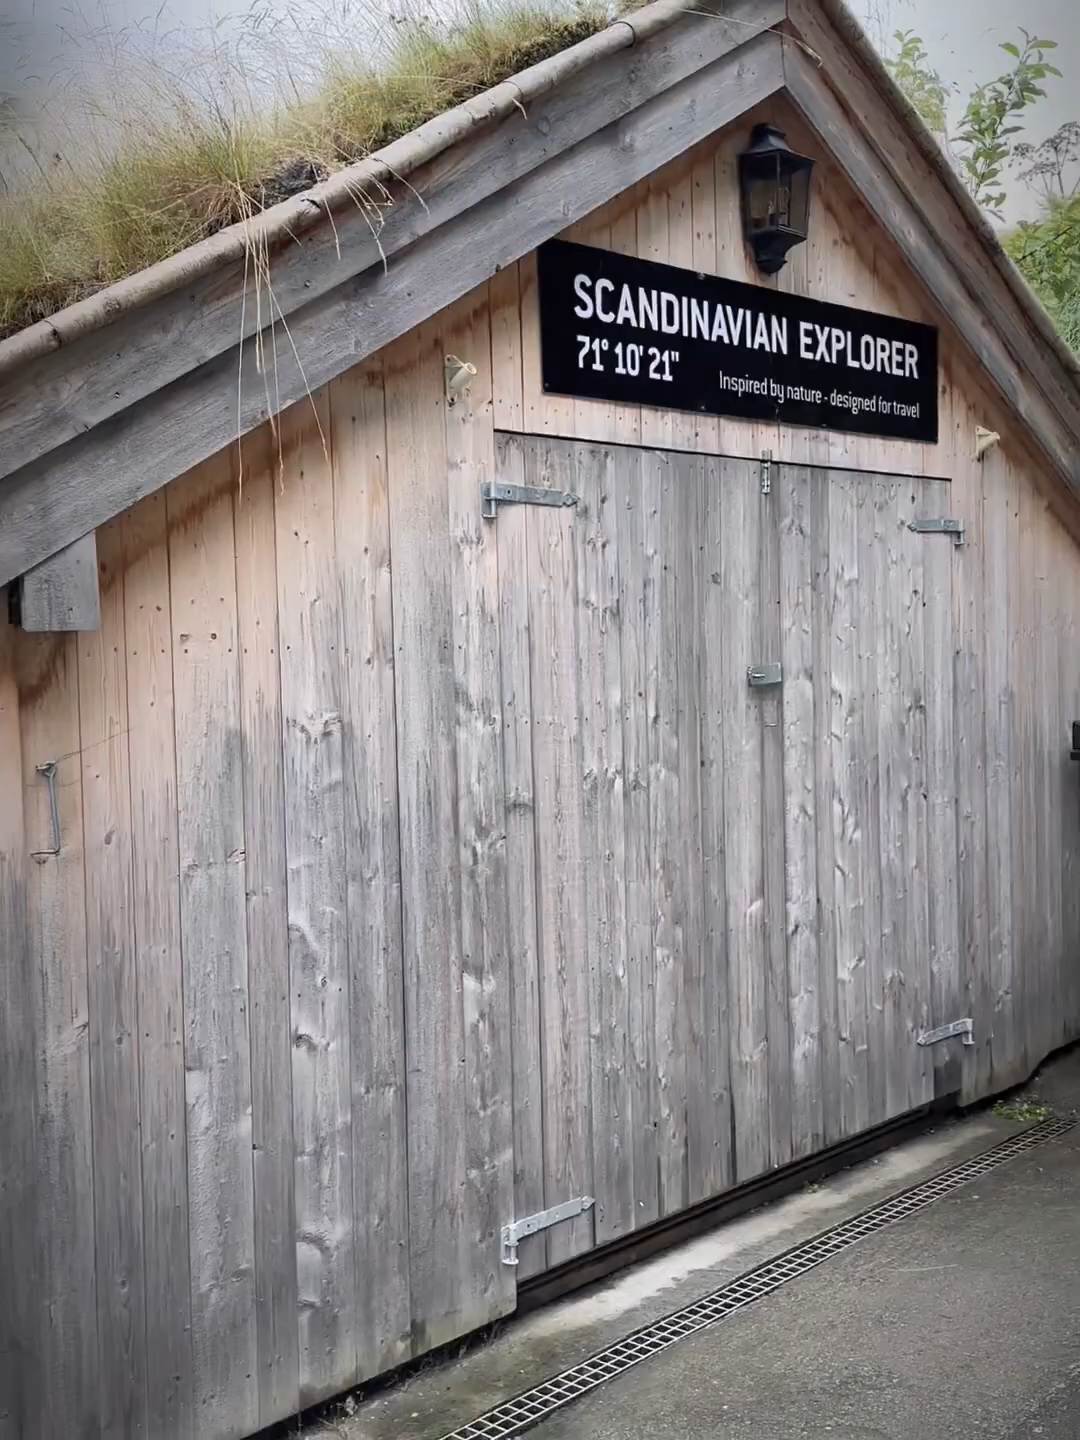 SCANDINAVIAN EXPLORER
71° 10' 21"
Inspired by nature - designed for travel